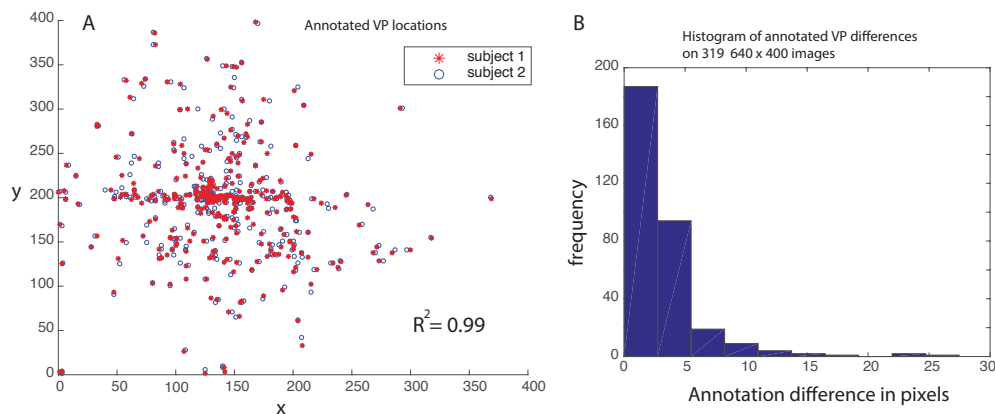 A
Annotated VP locations
subject 1
subject 2
400
350
300
250
200
150
100
50
0
y
R² = 0.99
0 50 100 150 200 250 300 350 400
x
B
Histogram of annotated VP differences
on 319 640 x 400 images
200
160
120
80
40
0
frequency
0 5 10 15 20 25 30
Annotation difference in pixels